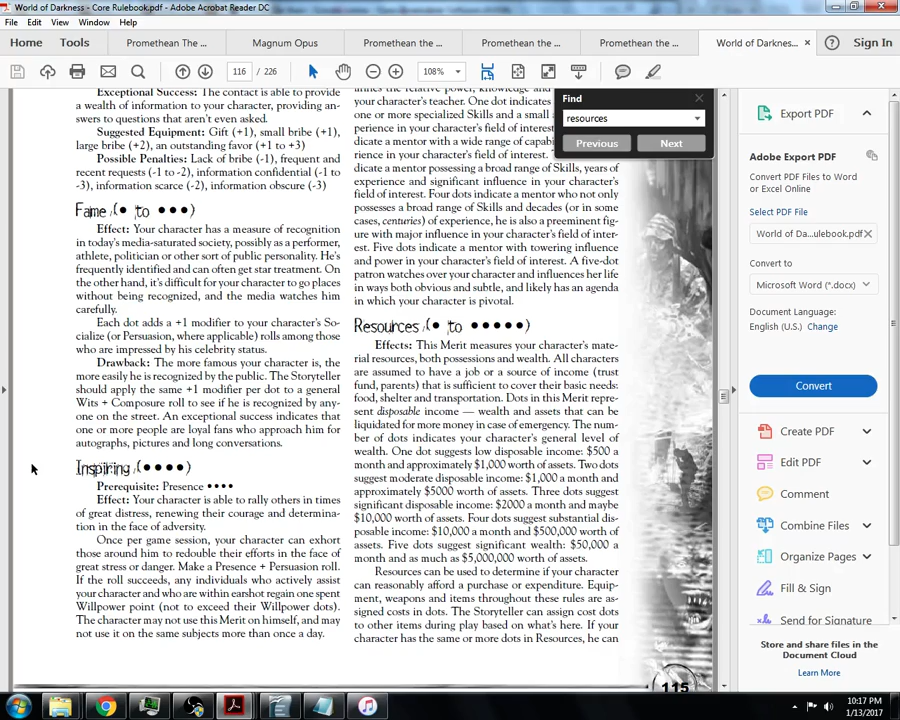 World of Darkness - Core Rulebook.pdf - Adobe Acrobat Reader DC
File Edit View Window Help
Home Tools Promethean The ... Magnum Opus Promethean the ... Promethean the ... Promethean the ... World of Darknes... × Sign In
116 / 226 108%
Exceptional Success: The contact is able to provide
a wealth of information to your character, providing an-
swers to questions that aren't even asked.
Suggested Equipment: Gift (+1), small bribe (+1),
large bribe (+2), an outstanding favor (+1 to +3)
Possible Penalties: Lack of bribe (-1), frequent and
recent requests (-1 to -2), information confidential (-1 to
-3), information scarce (-2), information obscure (-3)
Fame (• to •••)
Effect: Your character has a measure of recognition
in today's media-saturated society, possibly as a performer,
athlete, politician or other sort of public personality. He's
frequently identified and can often get star treatment. On
the other hand, it's difficult for your character to go places
without being recognized, and the media watches him
carefully.
Each dot adds a +1 modifier to your character's So-
cialize (or Persuasion, where applicable) rolls among those
who are impressed by his celebrity status.
Drawback: The more famous your character is, the
more easily he is recognized by the public. The Storyteller
should apply the same +1 modifier per dot to a general
Wits + Composure roll to see if he is recognized by any-
one on the street. An exceptional success indicates that
one or more people are loyal fans who approach him for
autographs, pictures and long conversations.
Inspiring (••••)
Prerequisite: Presence ••••
Effect: Your character is able to rally others in times
of great distress, renewing their courage and determina-
tion in the face of adversity.
Once per game session, your character can exhort
those around him to redouble their efforts in the face of
great stress or danger. Make a Presence + Persuasion roll.
If the roll succeeds, any individuals who actively assist
your character and who are within earshot regain one spent
Willpower point (not to exceed their Willpower dots).
The character may not use this Merit on himself, and may
not use it on the same subjects more than once a day.
your character's teacher. One dot indicates
one or more specialized Skills and a small
perience in your character's field of interest
dicate a mentor with a wide range of capabil
rience in your character's field of interest. T
dicate a mentor possessing a broad range of Skills, years of
experience and significant influence in your character's
field of interest. Four dots indicate a mentor who not only
possesses a broad range of Skills and decades (or in some
cases, centuries) of experience, he is also a preeminent fig-
ure with major influence in your character's field of inter-
est. Five dots indicate a mentor with towering influence
and power in your character's field of interest. A five-dot
patron watches over your character and influences her life
in ways both obvious and subtle, and likely has an agenda
in which your character is pivotal.
Resources (• to •••••)
Effects: This Merit measures your character's mate-
rial resources, both possessions and wealth. All characters
are assumed to have a job or a source of income (trust
fund, parents) that is sufficient to cover their basic needs:
food, shelter and transportation. Dots in this Merit repre-
sent disposable income — wealth and assets that can be
liquidated for more money in case of emergency. The num-
ber of dots indicates your character's general level of
wealth. One dot suggests low disposable income: $500 a
month and approximately $1,000 worth of assets. Two dots
suggest moderate disposable income: $1,000 a month and
approximately $5000 worth of assets. Three dots suggest
significant disposable income: $2000 a month and maybe
$10,000 worth of assets. Four dots suggest substantial dis-
posable income: $10,000 a month and $500,000 worth of
assets. Five dots suggest significant wealth: $50,000 a
month and as much as $5,000,000 worth of assets.
Resources can be used to determine if your character
can reasonably afford a purchase or expenditure. Equip-
ment, weapons and items throughout these rules are as-
signed costs in dots. The Storyteller can assign cost dots
to other items during play based on what's here. If your
character has the same or more dots in Resources, he can
115
Find
resources
Previous Next
Export PDF
Adobe Export PDF
Convert PDF Files to Word
or Excel Online
Select PDF File
World of Da...ulebook.pdf ×
Convert to
Microsoft Word (*.docx)
Document Language:
English (U.S.) Change
Convert
Create PDF
Edit PDF
Comment
Combine Files
Organize Pages
Fill & Sign
Send for Signature
Store and share files in the
Document Cloud
Learn More
10:17 PM
1/13/2017